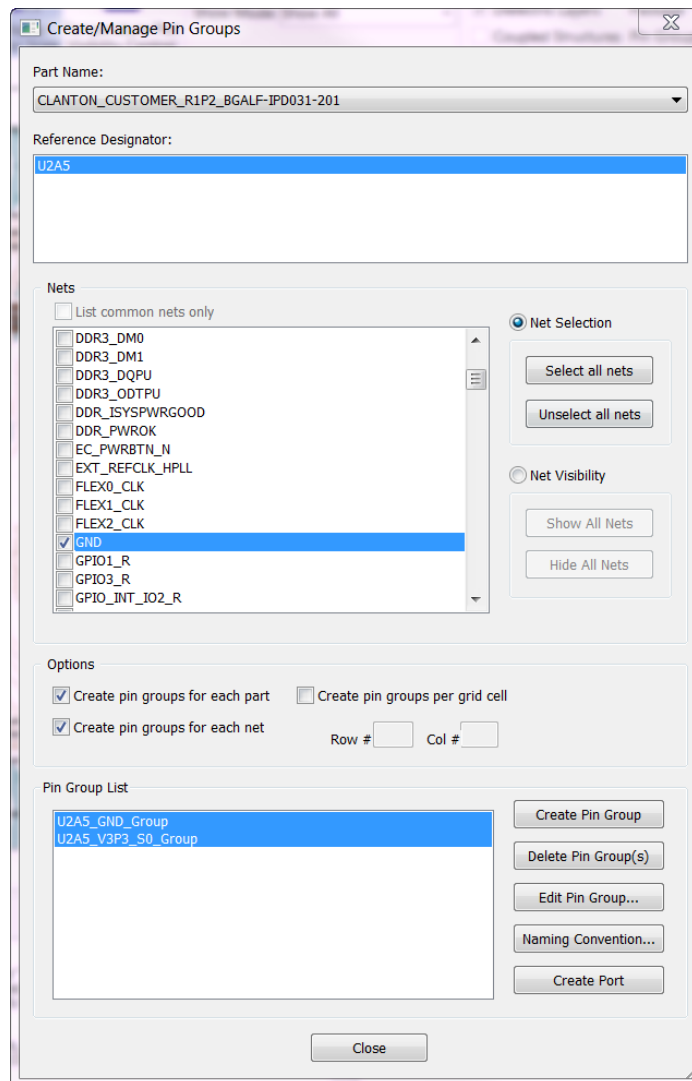 Create/Manage Pin Groups
Part Name:
CLANTON_CUSTOMER_R1P2_BGALF-IPD031-201
Reference Designator:
U2A5
Nets
List common nets only
DDR3_DM0
DDR3_DM1
DDR3_DQPU
DDR3_ODTPU
DDR_ISYSPWRGOOD
DDR_PWROK
EC_PWRBTN_N
EXT_REFCLK_HPLL
FLEX0_CLK
FLEX1_CLK
FLEX2_CLK
GND
GPIO1_R
GPIO3_R
GPIO_INT_IO2_R
Net Selection
Select all nets
Unselect all nets
Net Visibility
Show All Nets
Hide All Nets
Options
Create pin groups for each part
Create pin groups per grid cell
Create pin groups for each net
Row #
Col #
Pin Group List
U2A5_GND_Group
U2A5_V3P3_S0_Group
Create Pin Group
Delete Pin Group(s)
Edit Pin Group...
Naming Convention...
Create Port
Close